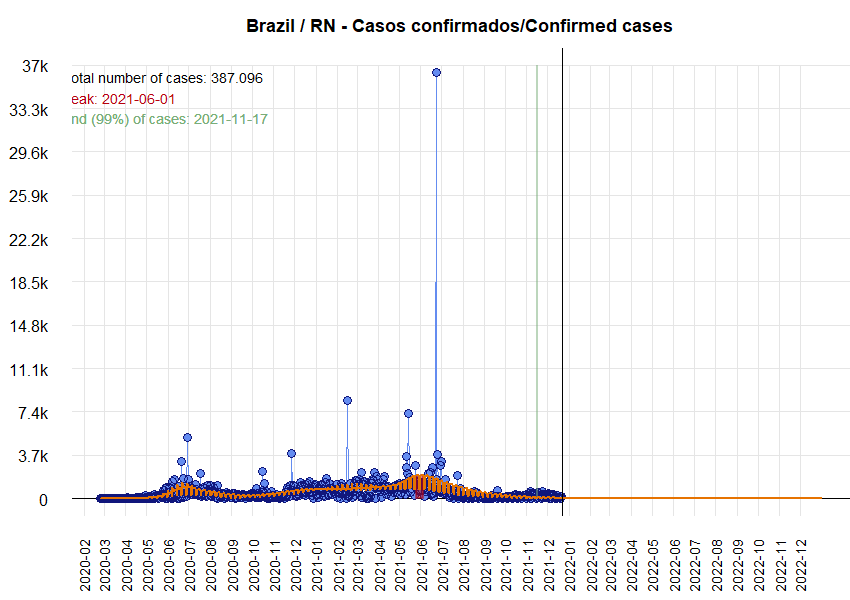 Brazil / RN - Casos confirmados/Confirmed cases
37k
otal number of cases: 387.096
eak: 2021-06-01
33.3k
nd (99%) of cases: 2021-11-17
29.6k
25.9k
22.2k
18.5k
14.8k
11.1k
7.4k
3.7k
0
2020-02
2020-03
2020-04
2020-05
2020-06
2020-07
2020-08
2020-09
2020-10
2020-11
2020-12
2021-01
2021-02
2021-03
2021-04
2021-05
2021-06
2021-07
2021-08
2021-09
2021-10
2021-11
2021-12
2022-01
2022-02
2022-03
2022-04
2022-05
2022-06
2022-07
2022-08
2022-09
2022-10
2022-11
2022-12